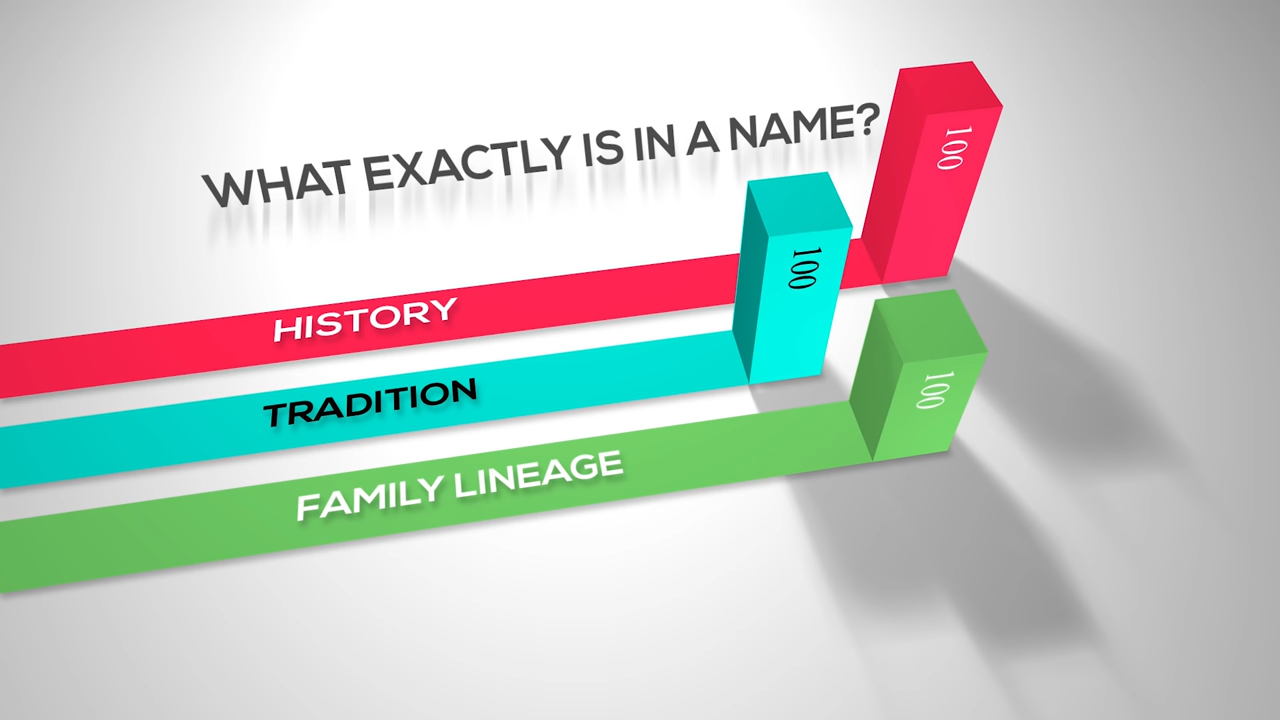 WHAT EXACTLY IS IN A NAME?
100
HISTORY
100
TRADITION
100
FAMILY LINEAGE